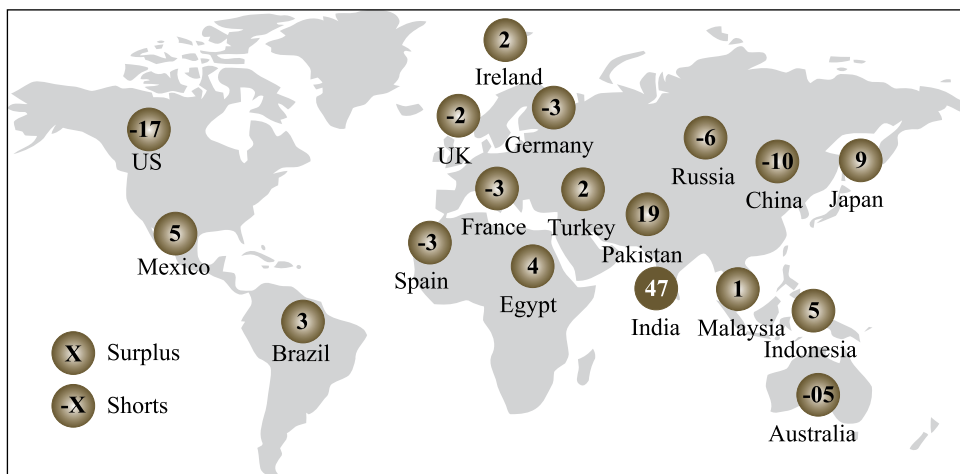 2
Ireland
-17
US
-2
UK
-3
Germany
-6
Russia
-10
China
9
Japan
-3
France
2
Turkey
19
Pakistan
5
Mexico
-3
Spain
4
Egypt
47
India
1
Malaysia
5
Indonesia
3
Brazil
X Surplus
-X Shorts
-05
Australia